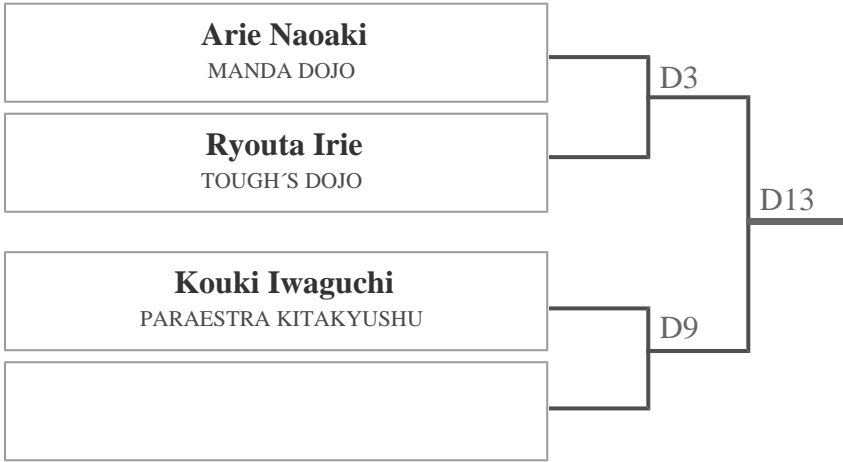 Arie Naoaki
MANDA DOJO
D3
Ryouta Irie
TOUGH´S DOJO
D13
Kouki Iwaguchi
PARAESTRA KITAKYUSHU
D9